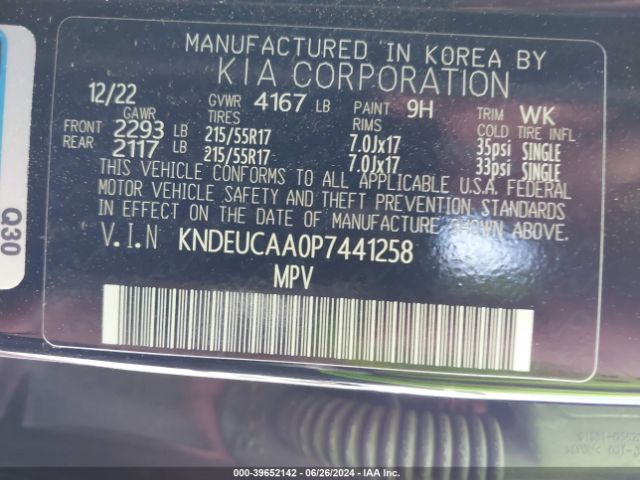 MANUFACTURED IN KOREA BY
KIA CORPORATION
12/22 GVWR 4167 LB PAINT 9H TRIM WK
GAWR TIRES RIMS COLD TIRE INFL
FRONT 2293 LB 215/55R17 7.0Jx17 35psi SINGLE
REAR 2117 LB 215/55R17 7.0Jx17 33psi SINGLE
THIS VEHICLE CONFORMS TO ALL APPLICABLE U.S.A. FEDERAL
MOTOR VEHICLE SAFETY AND THEFT PREVENTION STANDARDS
IN EFFECT ON THE DATE OF MANUFACTURE SHOWN ABOVE.
V.I.N KNDEUCAA0P7441258
MPV
Q30
000-39652142 / 06/26/2024 / IAA Inc.